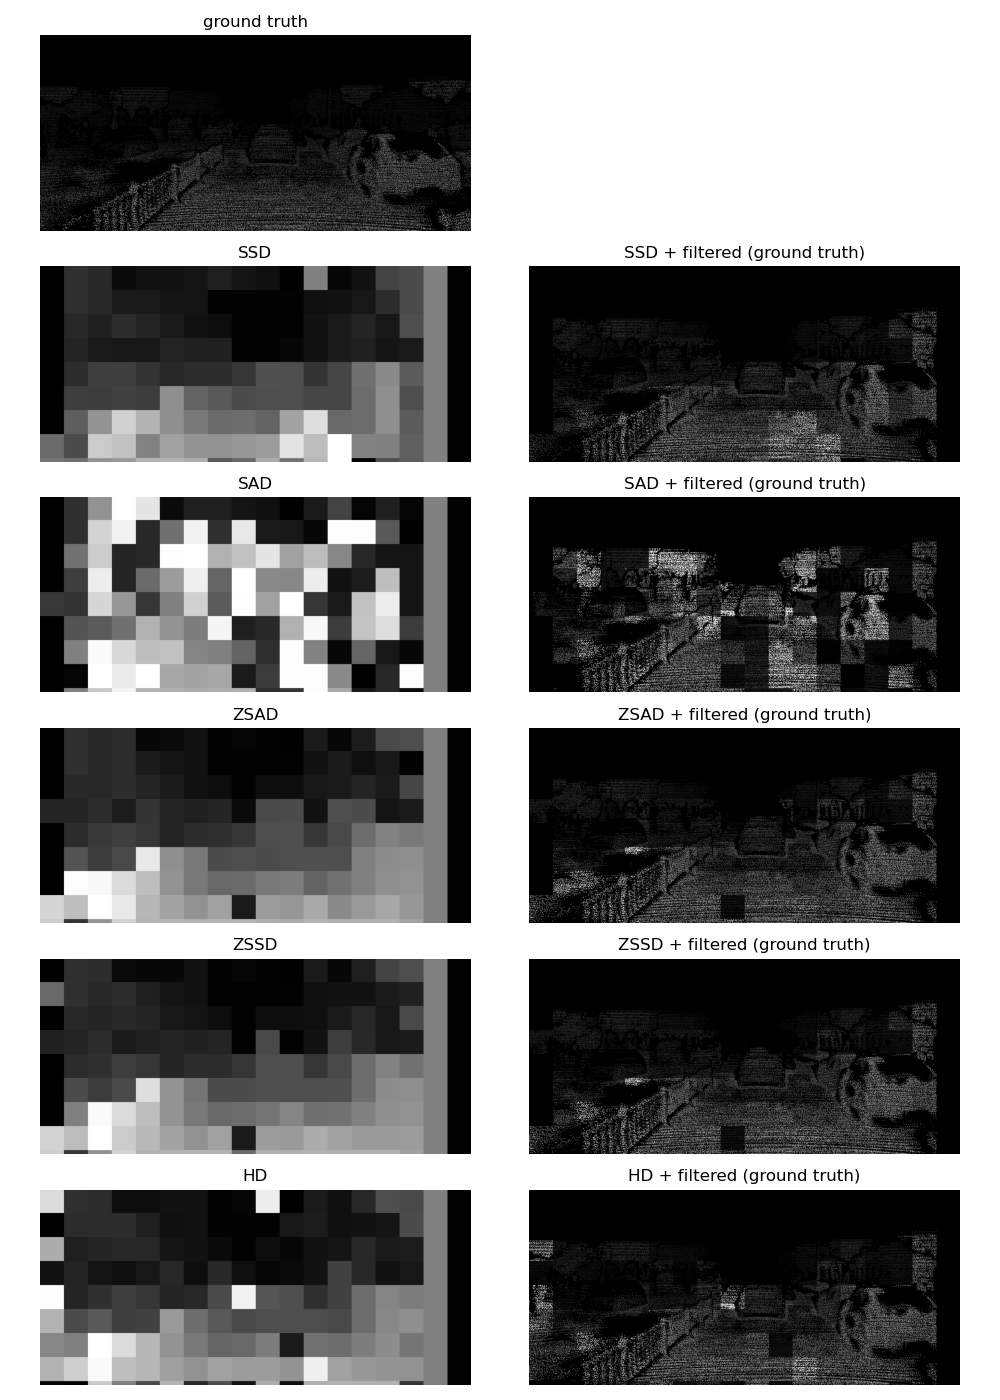 ground truth
SSD
SSD + filtered (ground truth)
SAD
SAD + filtered (ground truth)
ZSAD
ZSAD + filtered (ground truth)
ZSSD
ZSSD + filtered (ground truth)
HD
HD + filtered (ground truth)